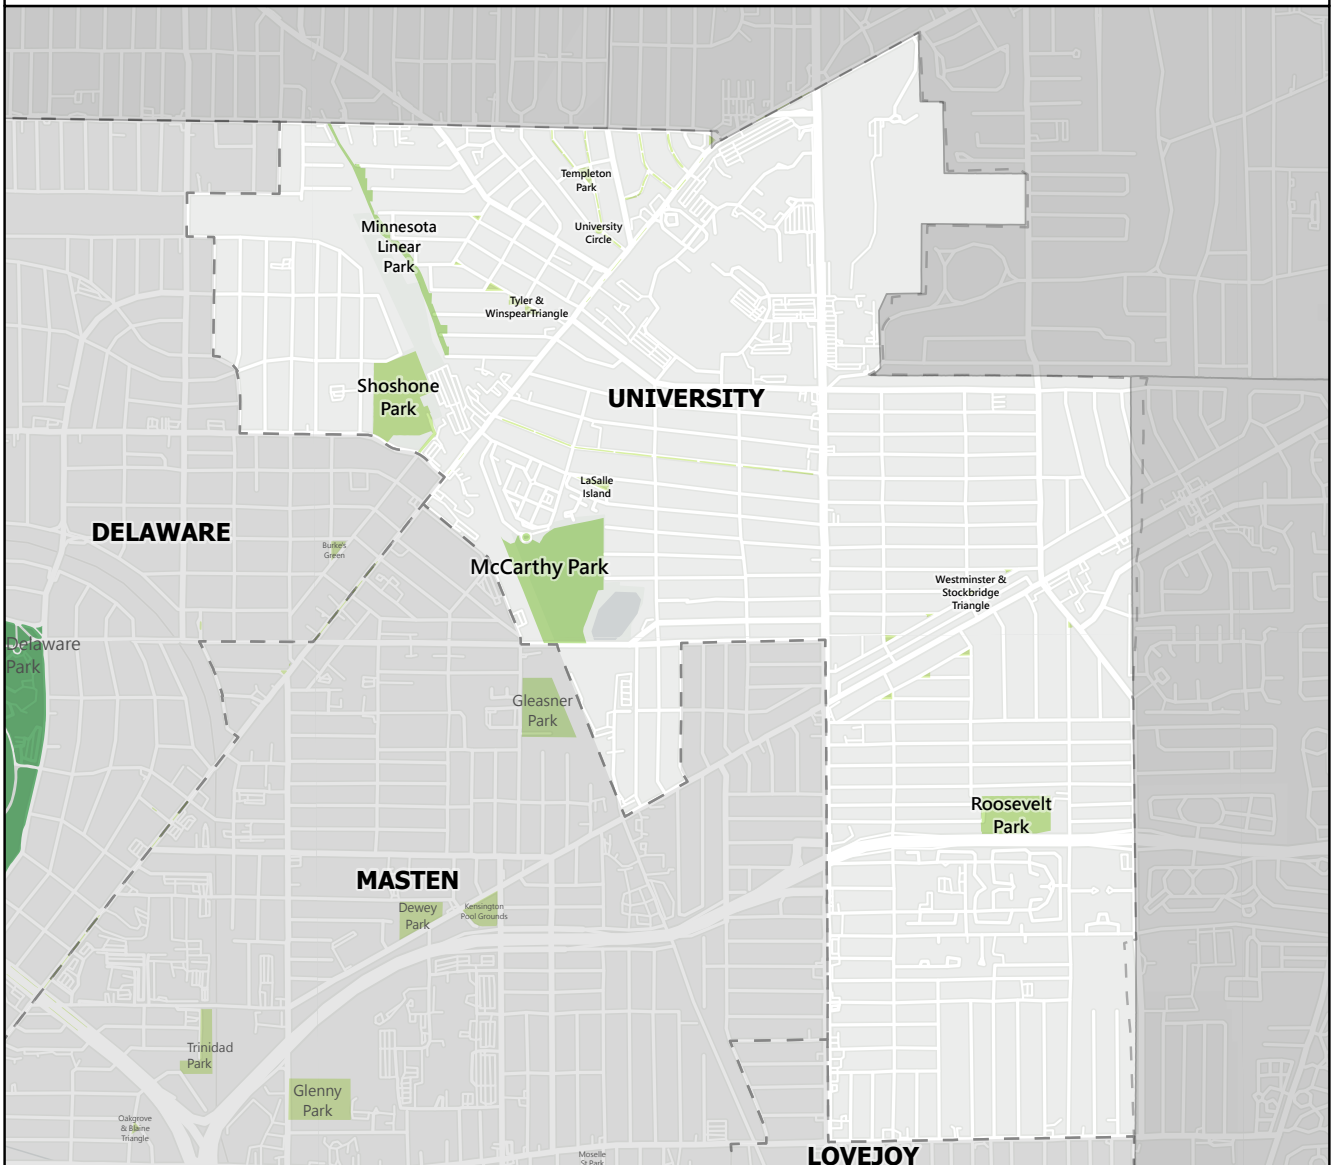 Templeton
Park
University
Circle
Minnesota
Linear
Park
Tyler &
WinspearTriangle
Shoshone
Park
UNIVERSITY
LaSalle
Island
DELAWARE
Burke's
Green
McCarthy Park
Westminster &
Stockbridge
Triangle
Delaware
Park
Gleasner
Park
Roosevelt
Park
MASTEN
Dewey
Park
Kensington
Pool Grounds
Trinidad
Park
Glenny
Park
Oakgrove
& Blaine
Triangle
Moselle
St Park
LOVEJOY